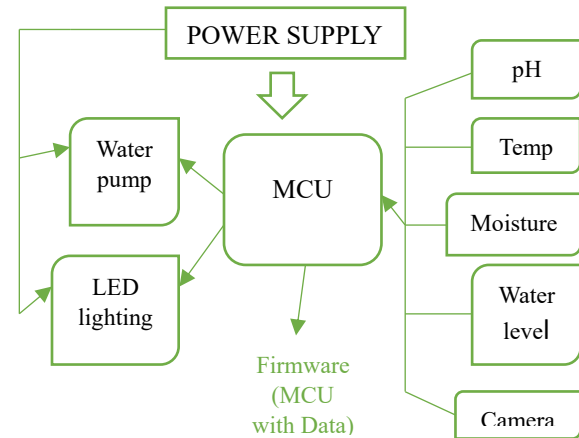 POWER SUPPLY
pH
Water
pump
MCU
Temp
Moisture
LED
lighting
Water
level
Firmware
(MCU
with Data)
Camera